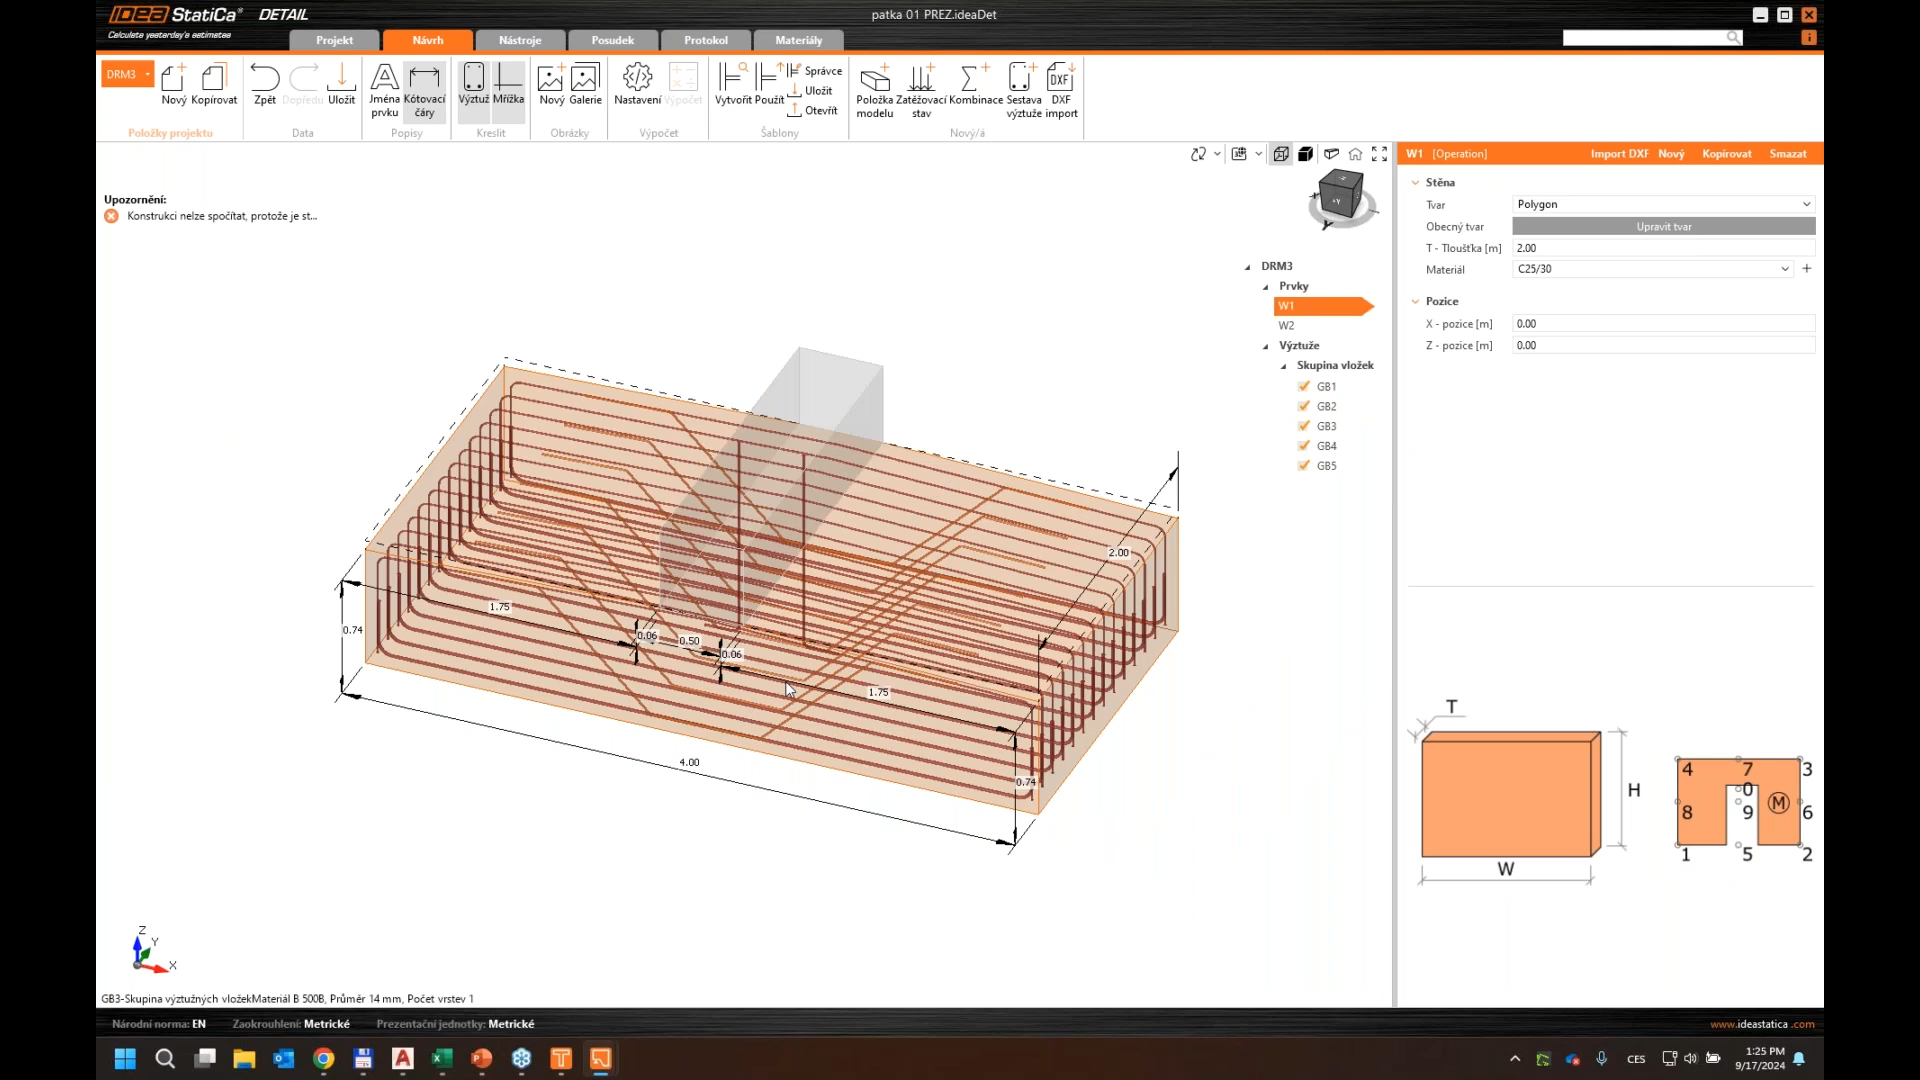 IDEA StatiCa® DETAIL
Calculate yesterday's estimates
patka 01 PREZ.ideaDet
Projekt Návrh Nástroje Posudek Protokol Materiály
DRM3
Nový Kopírovat
Položky projektu
Zpět Dopředu Uložit
Data
Jména prvku Kótovací čáry
Popisy
Výztuž Mřížka
Kreslit
Nový Galerie
Obrázky
Nastavení Výpočet
Výpočet
Vytvořit Použít Správce
Uložit
Otevřít
Šablony
Položka modelu Zatěžovací stav Kombinace Sestava výztuže DXF import
Nový/á
DXF
Upozornění:
Konstrukci nelze spočítat, protože je st...
DRM3
Prvky
W1
W2
Výztuže
Skupina vložek
GB1
GB2
GB3
GB4
GB5
W1 [Operation] Import DXF Nový Kopírovat Smazat
Stěna
Tvar Polygon
Obecný tvar Upravit tvar
T - Tloušťka [m] 2.00
Materiál C25/30
Pozice
X - pozice [m] 0.00
Z - pozice [m] 0.00
2.00
1.75
0.74
0.06
0.50
0.06
1.75
4.00
0.74
T
H
W
4 7 3
0
M
8 9 6
1 5 2
Z
Y
X
GB3-Skupina výztužných vložekMateriál B 500B, Průměr 14 mm, Počet vrstev 1
Národní norma: EN Zaokrouhlení: Metrické Prezentační jednotky: Metrické
www.ideastatica.com
CES
1:25 PM
9/17/2024